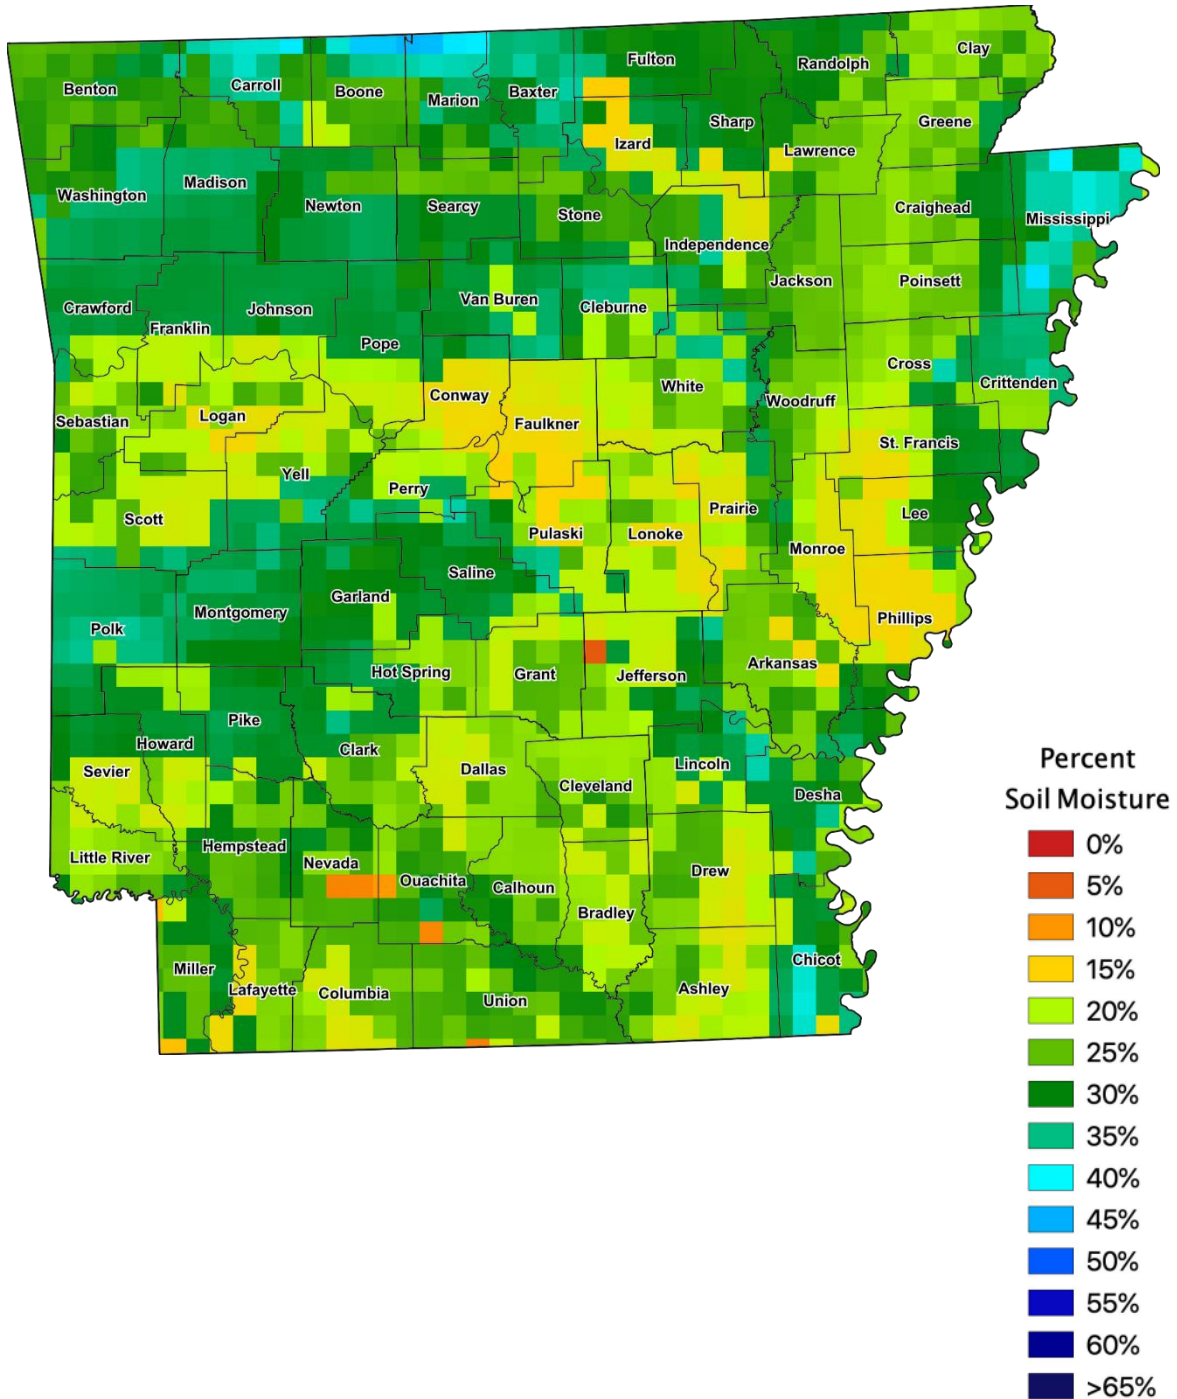 Clay
Fulton
Randolph
Benton
Carroll
Boone
Marion
Baxter
Sharp
Greene
Izard
Lawrence
Washington
Madison
Newton
Searcy
Stone
Craighead
Mississippi
Independence
Jackson
Poinsett
Crawford
Franklin
Johnson
Van Buren
Cleburne
Pope
Cross
Crittenden
White
Woodruff
Conway
Sebastian
Logan
Faulkner
St. Francis
Yell
Perry
Prairie
Lee
Scott
Pulaski
Lonoke
Monroe
Saline
Garland
Montgomery
Polk
Phillips
Hot Spring
Grant
Jefferson
Arkansas
Pike
Howard
Clark
Sevier
Dallas
Cleveland
Lincoln
Desha
Little River
Hempstead
Nevada
Ouachita
Calhoun
Drew
Bradley
Miller
Lafayette
Columbia
Union
Ashley
Chicot
Percent
Soil Moisture
0%
5%
10%
15%
20%
25%
30%
35%
40%
45%
50%
55%
60%
>65%